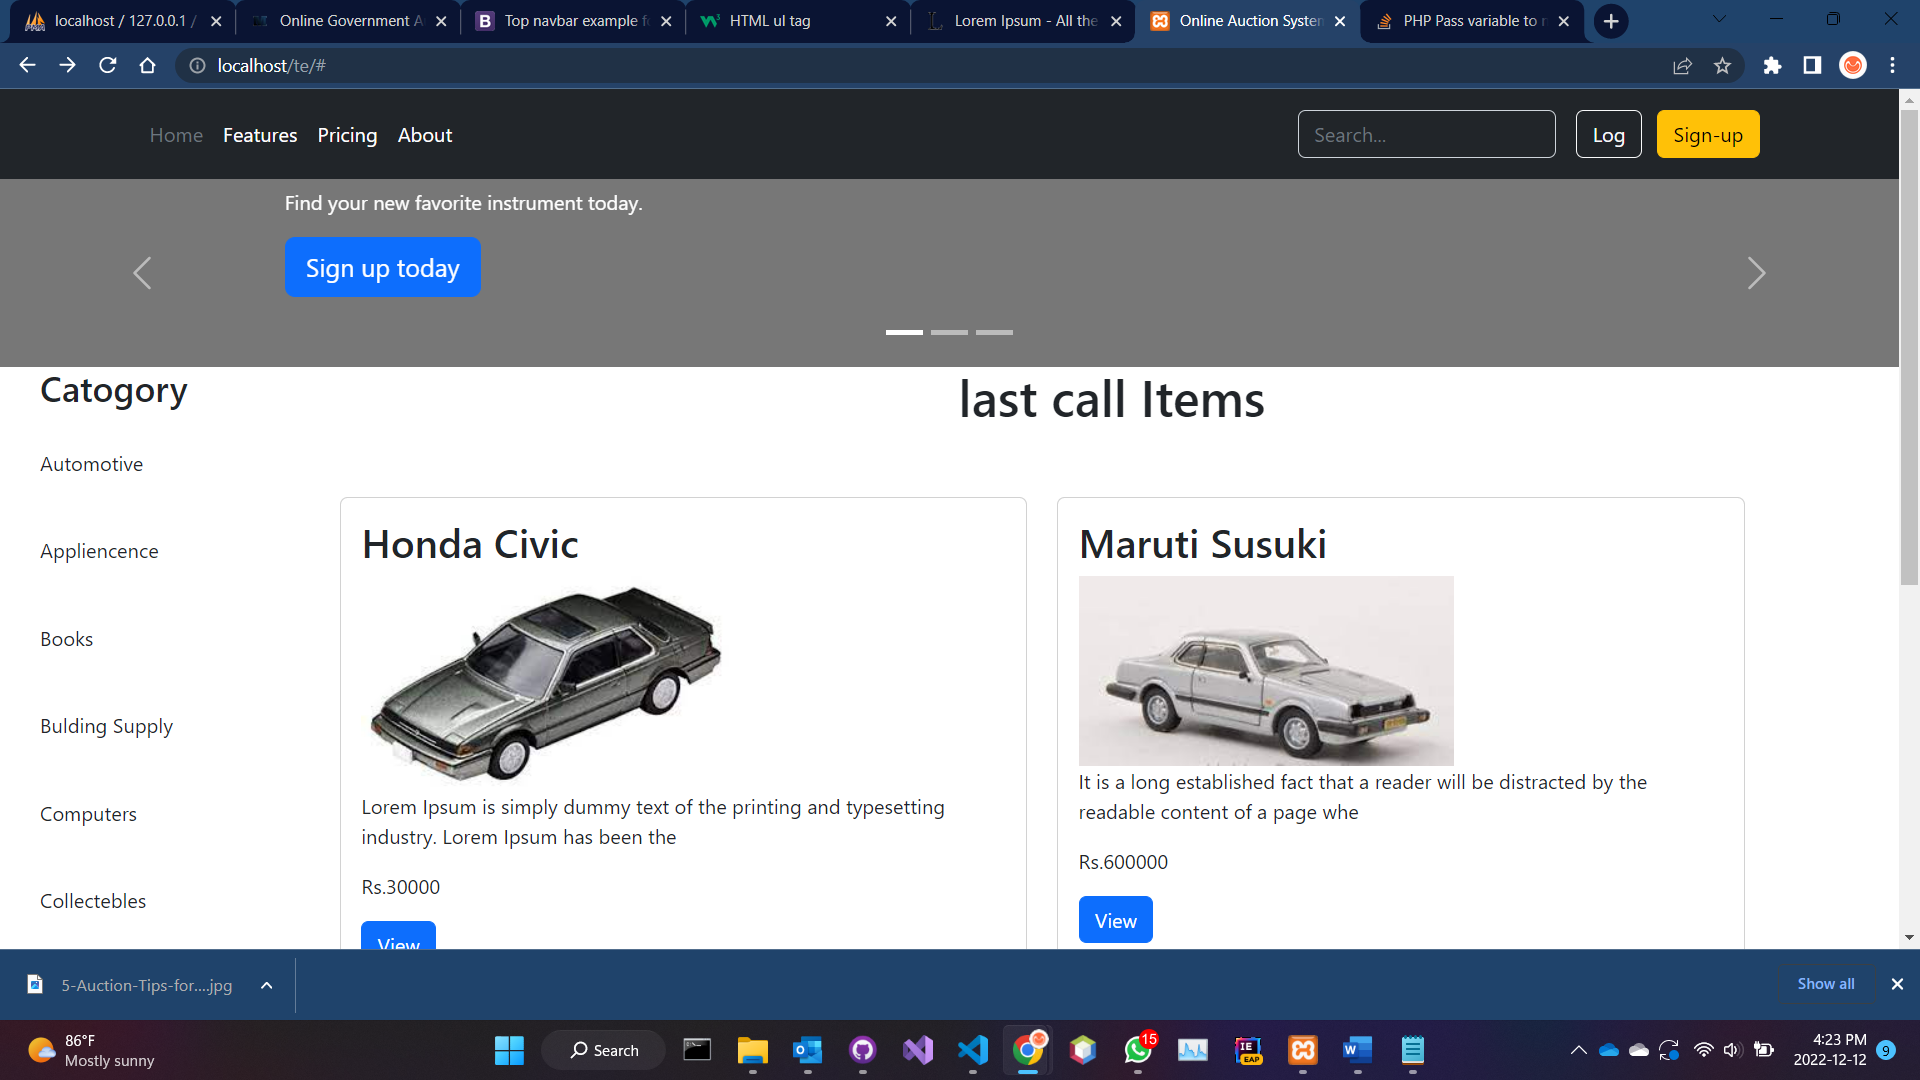 localhost / 127.0.0.1 /
Online Government A
Top navbar example f
HTML ul tag
Lorem Ipsum - All the
Online Auction System
PHP Pass variable to
localhost/te/#
Home Features Pricing About Search... Log Sign-up
Find your new favorite instrument today.
Sign up today
Catogory
Automotive
Appliencence
Books
Bulding Supply
Computers
Collectebles
last call Items
Honda Civic
Lorem Ipsum is simply dummy text of the printing and typesetting
industry. Lorem Ipsum has been the
Rs.30000
View
Maruti Susuki
It is a long established fact that a reader will be distracted by the
readable content of a page whe
Rs.600000
View
5-Auction-Tips-for....jpg
Show all
86°F
Mostly sunny
Search
15
IE
EAP
4:23 PM
2022-12-12
9